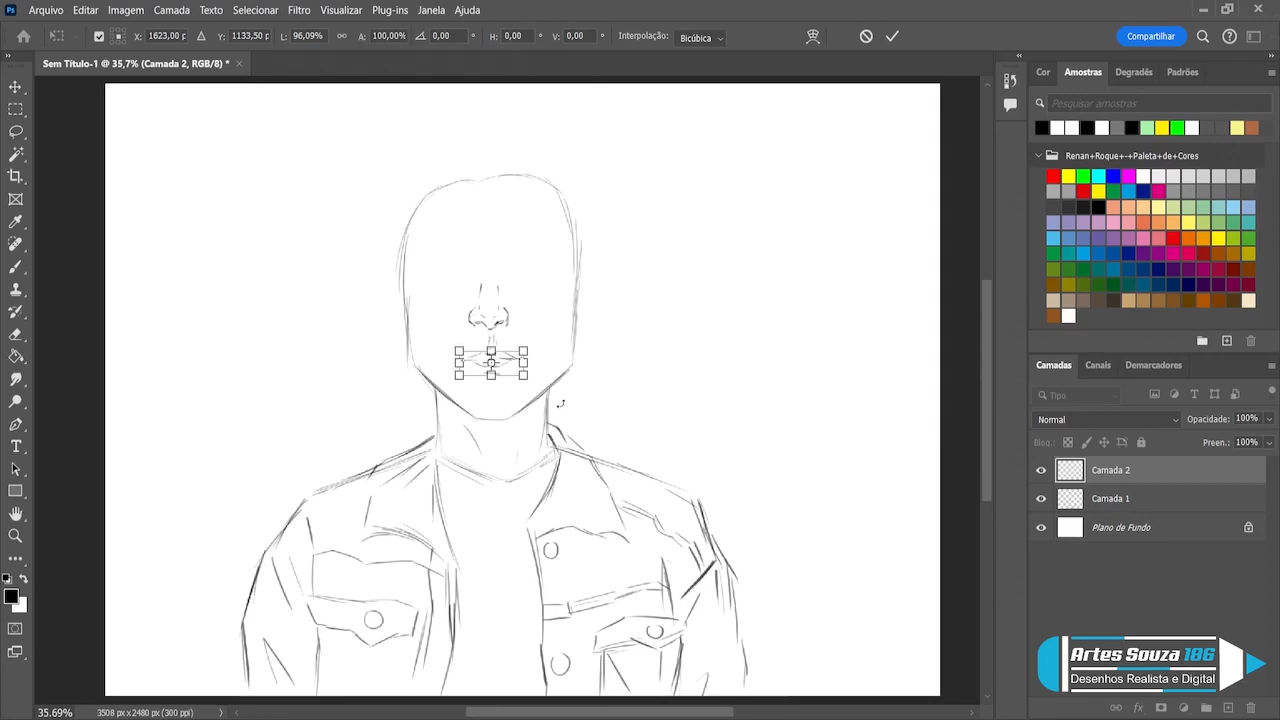 Ps Arquivo Editar Imagem Camada Texto Selecionar Filtro Visualizar Plug-ins Janela Ajuda
X: 1623,00 p Y: 1133,50 p L: 96,09% A: 100,00% 0,00 ° H: 0,00 ° V: 0,00 ° Interpolação: Bicúbica Compartilhar
Sem Título-1 @ 35,7% (Camada 2, RGB/8) * ×
Cor Amostras Degradês Padrões
Pesquisar amostras
Renan+Roque+-+Paleta+de+Cores
Camadas Canais Demarcadores
Tipo
Normal Opacidade: 100%
Bloq.: Preen.: 100%
Camada 2
Camada 1
Plano de Fundo
Artes Souza 186
Desenhos Realista e Digital
35.69% 3508 px x 2480 px (300 ppi)
fx